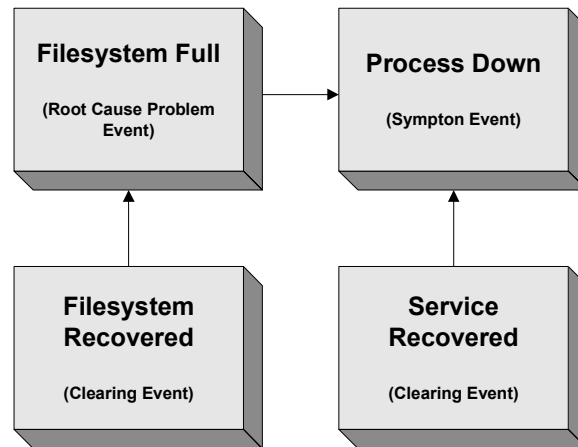 Filesystem Full
(Root Cause Problem
Event)
Process Down
(Sympton Event)
Filesystem
Recovered
(Clearing Event)
Service
Recovered
(Clearing Event)